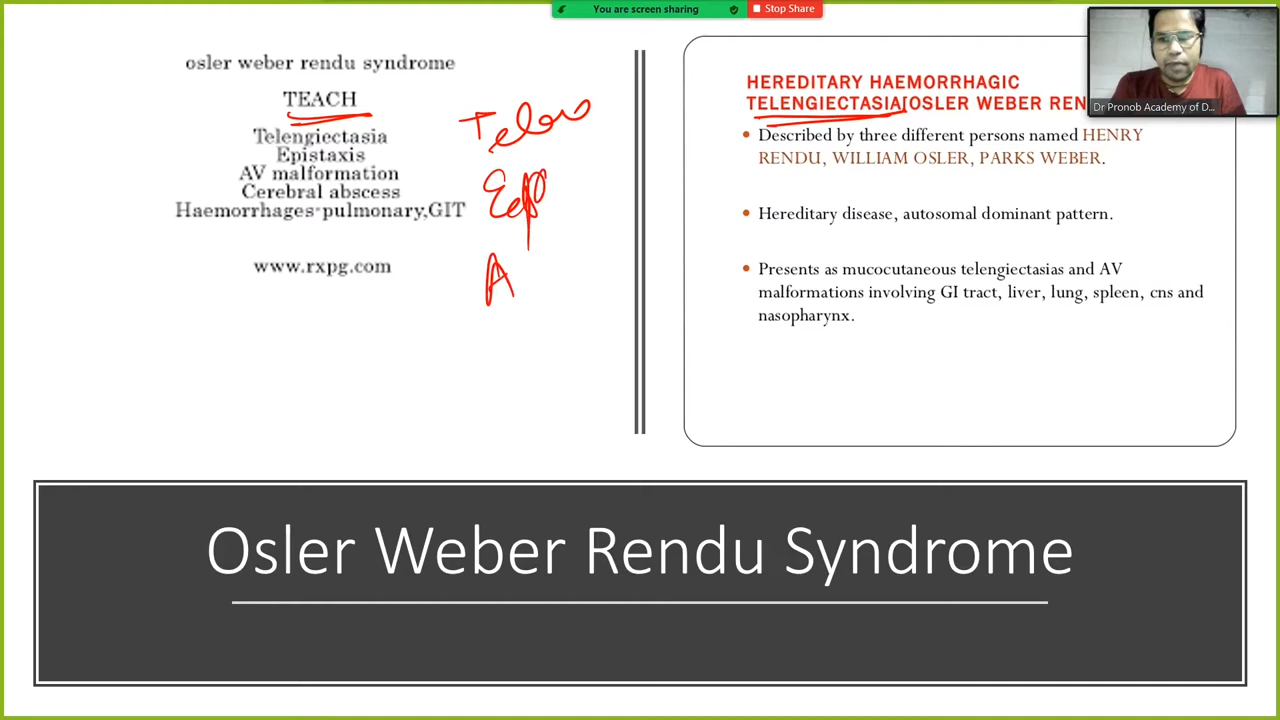 You are screen sharing
Stop Share
osler weber rendu syndrome
TEACH
Telengiectasia
Epistaxis
AV malformation
Cerebral abscess
Haemorrhages-pulmonary,GIT
www.rxpg.com
A
HEREDITARY HAEMORRHAGIC
TELENGIECTASIA[OSLER WEBER REN
Dr Pronob Academy of D...
• Described by three different persons named HENRY
RENDU, WILLIAM OSLER, PARKS WEBER.
• Hereditary disease, autosomal dominant pattern.
• Presents as mucocutaneous telengiectasias and AV
malformations involving GI tract, liver, lung, spleen, cns and
nasopharynx.
Osler Weber Rendu Syndrome